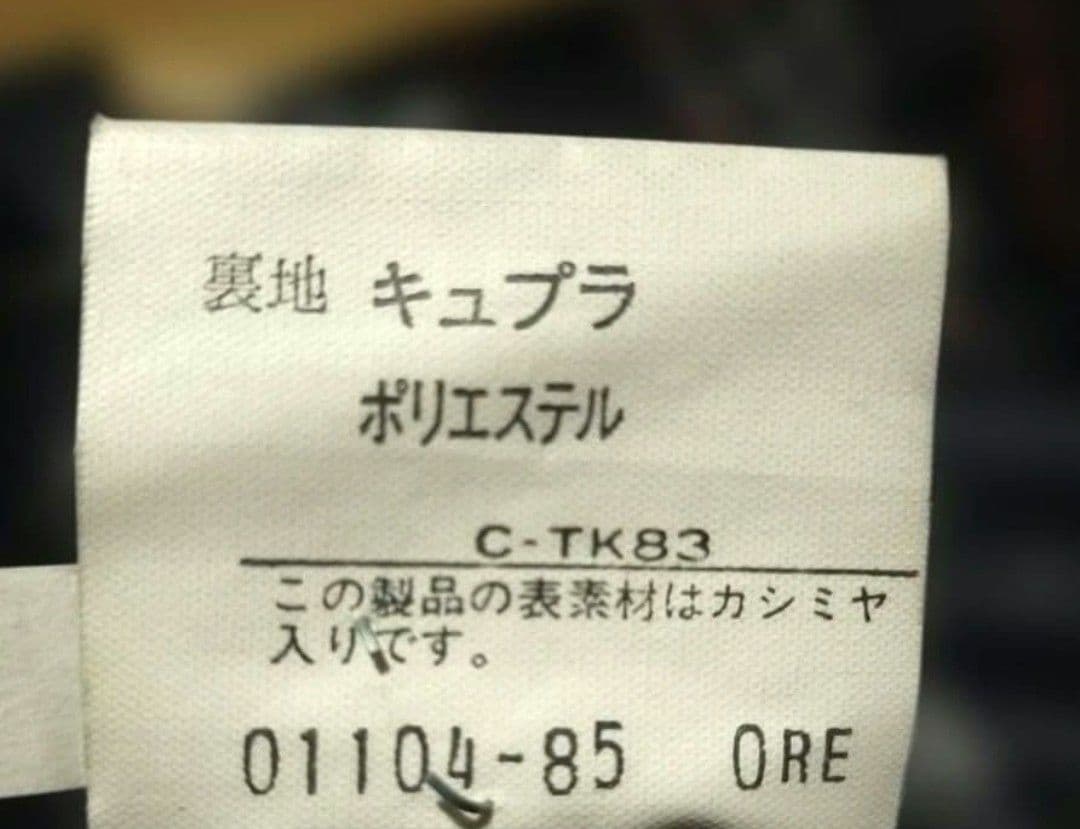 裏地 キュプラ
ポリエステル
C-TK83
この製品の表素材はカシミヤ
入りです。
01104-85 ORE